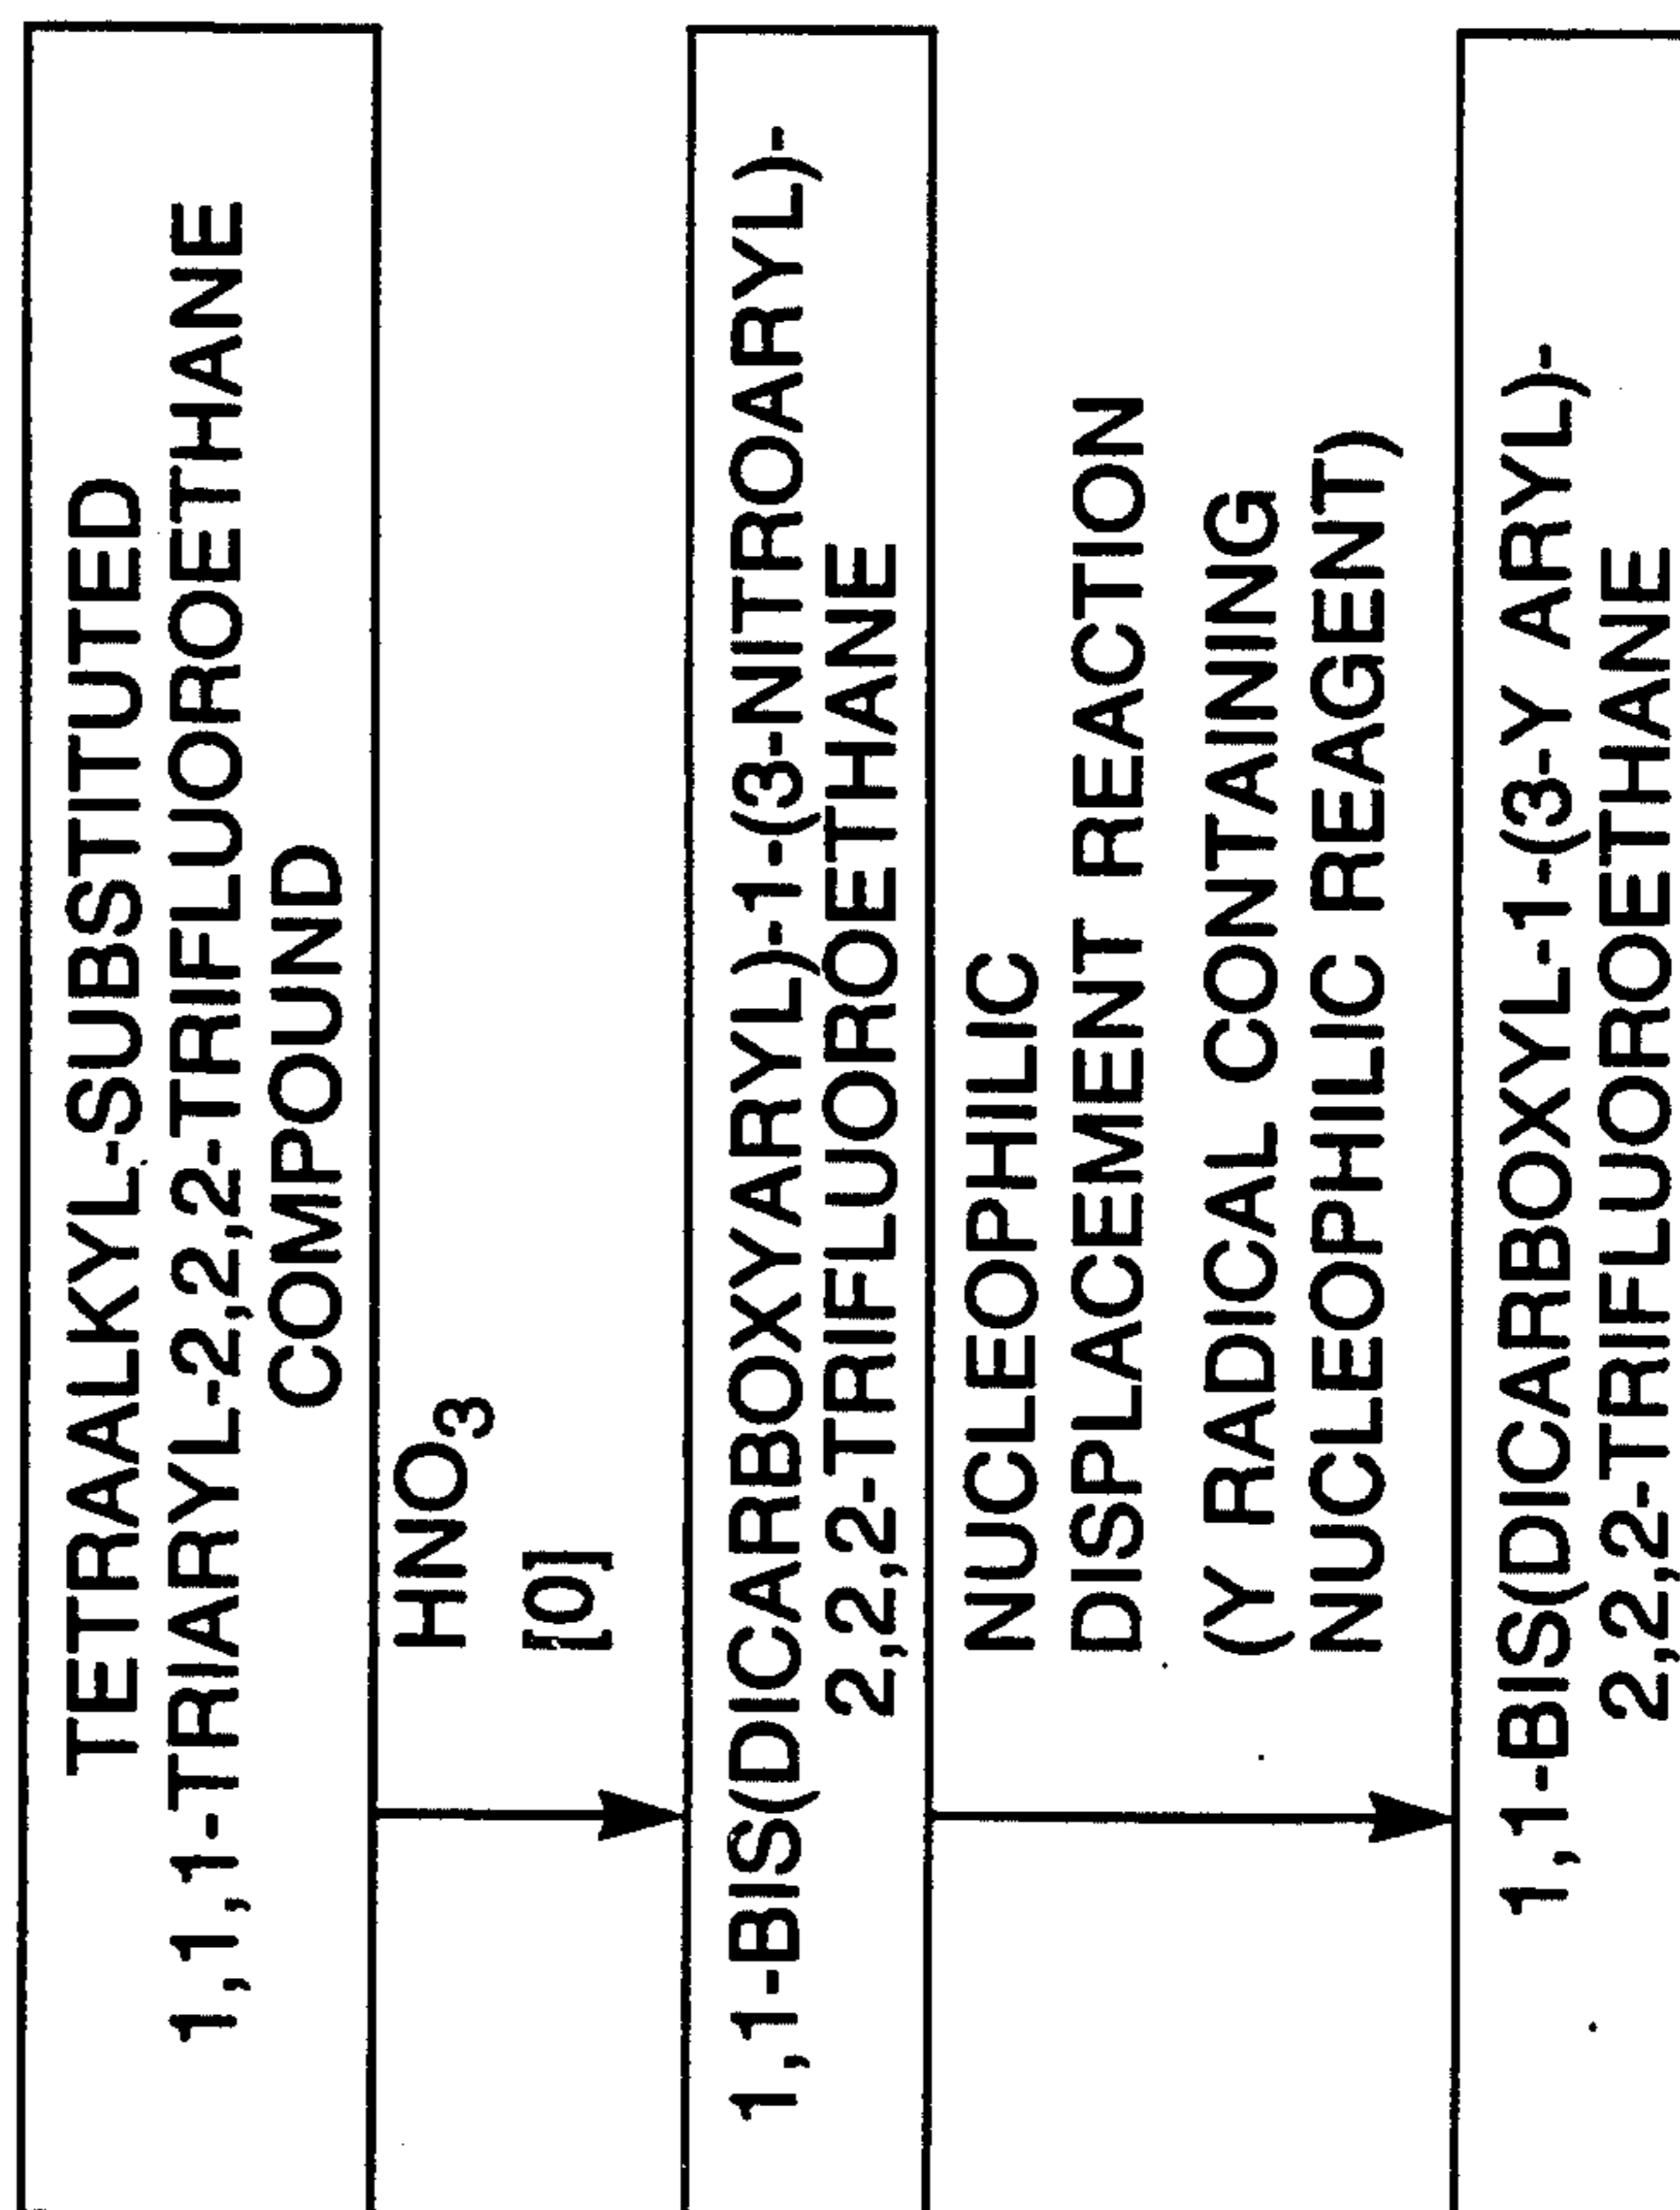 TETRAALKYL-SUBSTITUTED
1,1,1-TRIARYL-2,2,2-TRIFLUOROETHANE
COMPOUND
HNO3
[0]
1,1-BIS(DICARBOXYARYL)-1-(3-NITROARYL)-
2,2,2-TRIFLUOROETHANE
NUCLEOPHILIC
DISPLACEMENT REACTION
(Y RADICAL CONTAINING
NUCLEOPHILIC REAGENT)
1,1-BIS(DICARBOXYL-1-(3-Y ARYL)-
2,2,2-TRIFLUOROETHANE